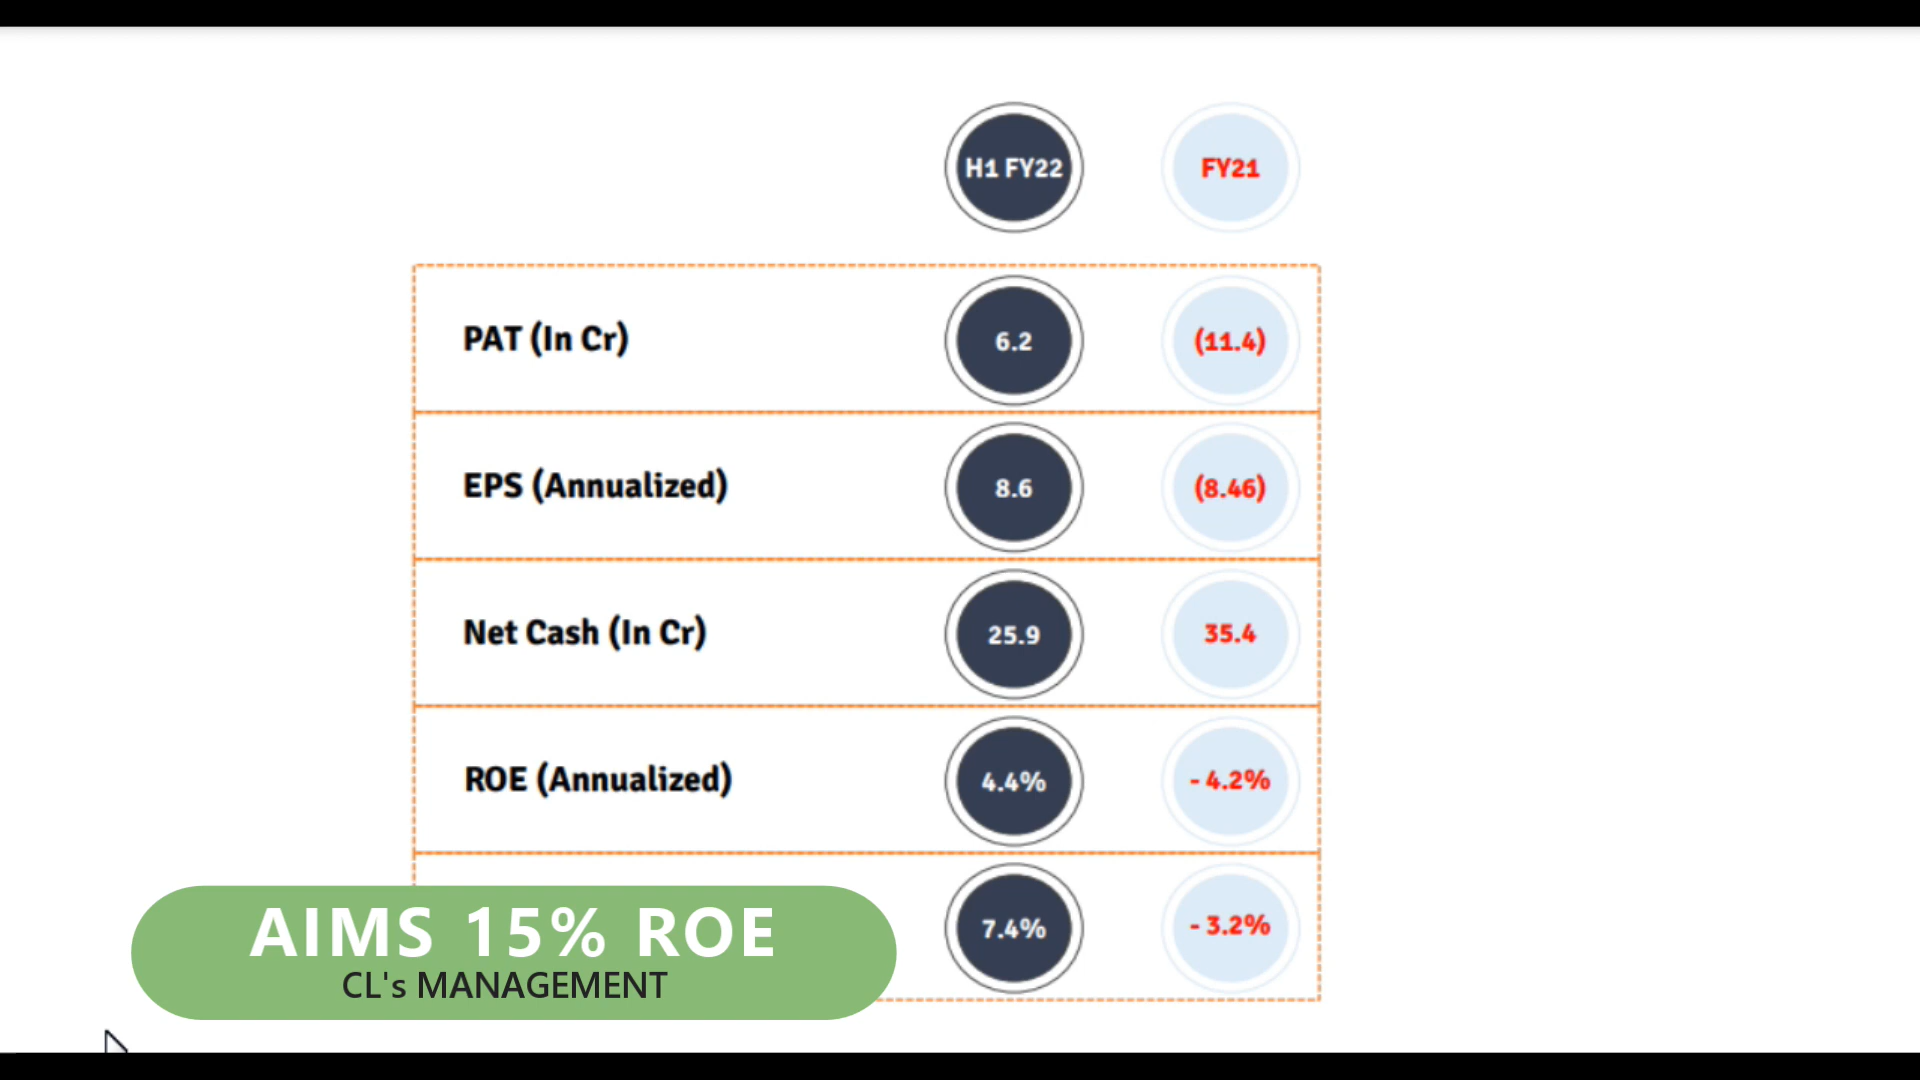 H1 FY22 FY21
PAT (In Cr) 6.2 (11.4)
EPS (Annualized) 8.6 (8.46)
Net Cash (In Cr) 25.9 35.4
ROE (Annualized) 4.4% - 4.2%
7.4% - 3.2%
AIMS 15% ROE
CL's MANAGEMENT